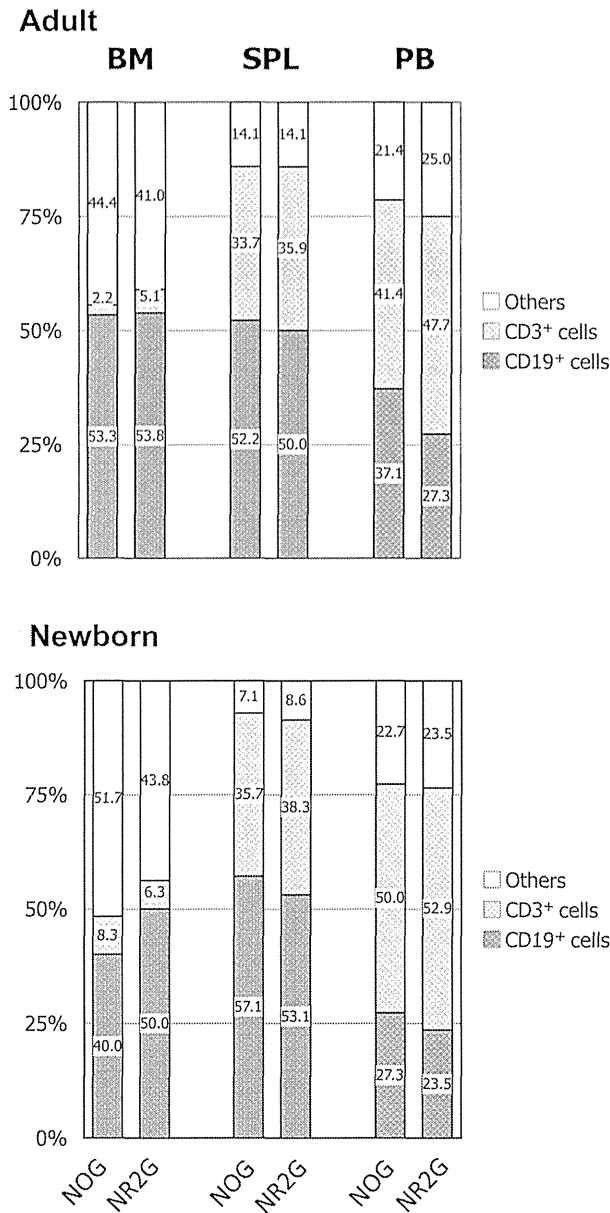 Adult
BM SPL PB
100%
75%
50%
25%
0%
44.4 41.0 14.1 14.1 21.4 25.0
2.2 5.1 33.7 35.9 41.4 47.7
53.3 53.8 52.2 50.0 37.1 27.3
Others
CD3+ cells
CD19+ cells
Newborn
100%
75%
50%
25%
0%
51.7 43.8 7.1 8.6 22.7 23.5
8.3 6.3 35.7 38.3 50.0 52.9
40.0 50.0 57.1 53.1 27.3 23.5
Others
CD3+ cells
CD19+ cells
NOG NR2G NOG NR2G NOG NR2G